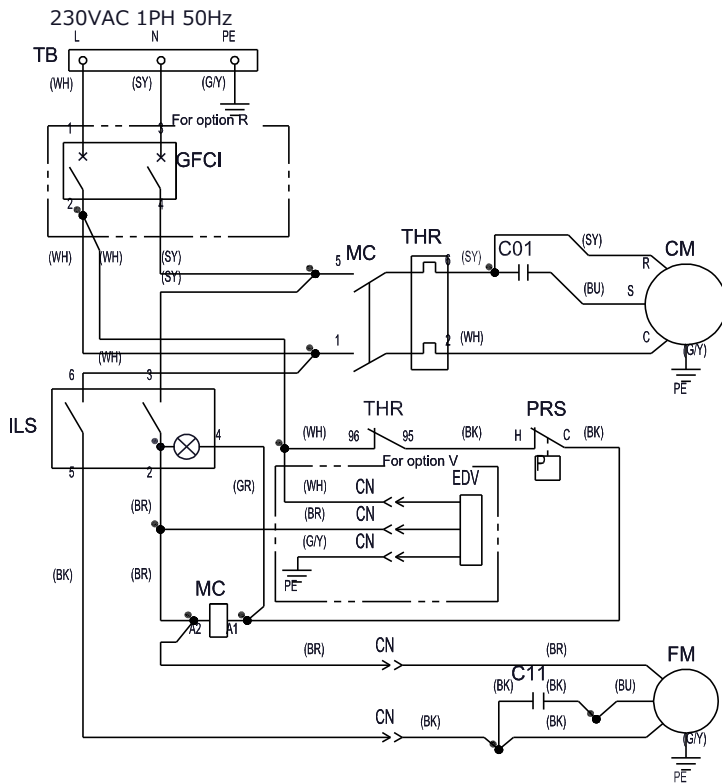 230VAC 1PH 50Hz
L N PE
TB
(WH) (SY) (G/Y)
For option R
1 3
GFCI
2 4
(WH) (WH) (SY)
(SY)
5 MC THR 6 (SY) C01 (SY) R CM
(BU) S
1 2 (WH) C
(G/Y)
PE
(WH)
6 3
ILS
4
5 2
(GR)
THR PRS
(WH) 96 95 (BK) H C (BK)
P
For option V
(WH) CN EDV
(BR) (BR) CN
(G/Y) CN
PE
(BK) (BR)
MC
A2 A1
(BR) CN (BR) FM
C11
(BK) (BK) (BU)
CN (BK) (BK)
(G/Y)
PE